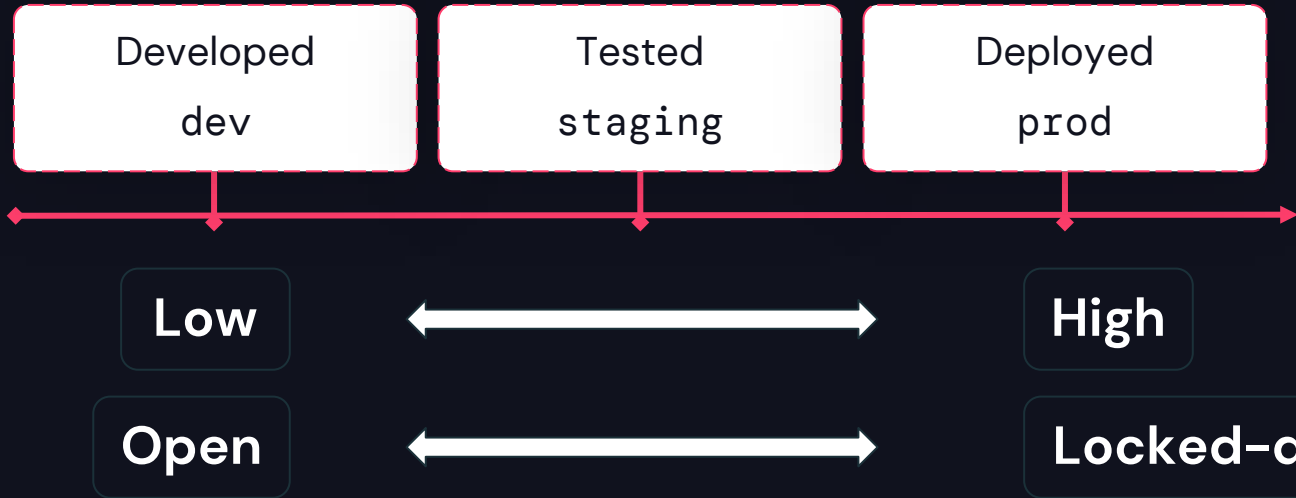 Developed
dev
Tested
staging
Deployed
prod
Low
High
Open
Locked-